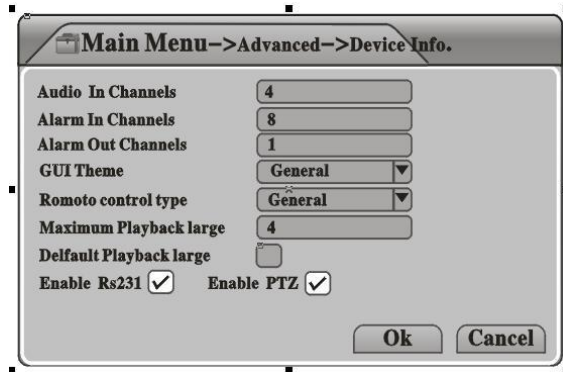 Main Menu->Advanced->Device Info.
Audio In Channels 4
Alarm In Channels 8
Alarm Out Channels 1
GUI Theme General
Romoto control type General
Maximum Playback large 4
Delfault Playback large
Enable Rs231 Enable PTZ
Ok Cancel